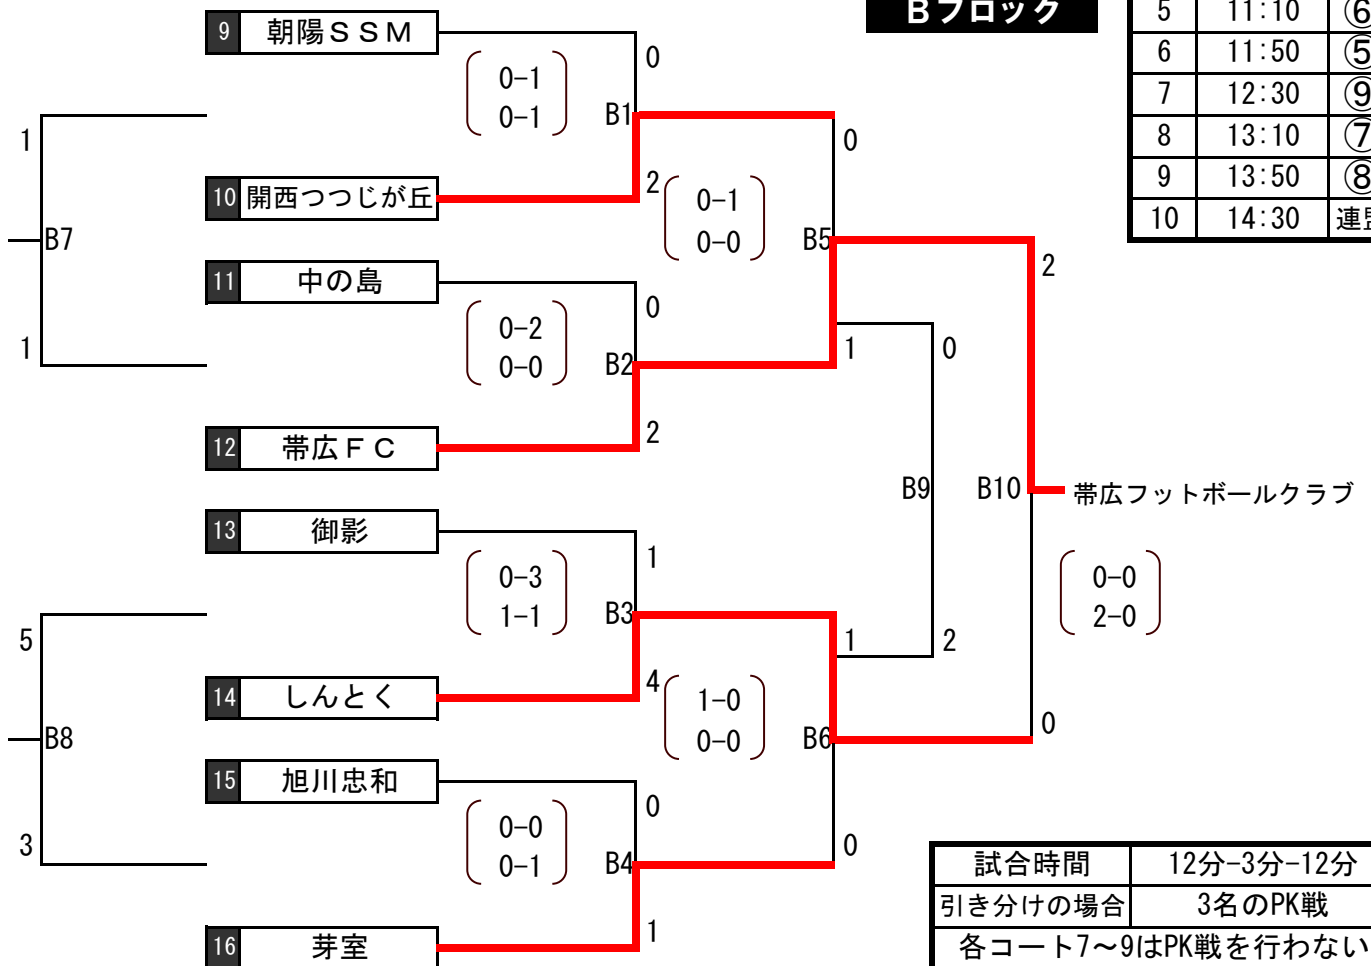 Bブロック
5 11:10 ⑥
6 11:50 ⑤
7 12:30 ⑨
8 13:10 ⑦
9 13:50 ⑧
10 14:30 連盟
9 朝陽ＳＳＭ
0
0-1
0-1
B1
10 開西つつじが丘
2
1
B7
1
0
0-1
0-0
B5
11 中の島
0
0-2
0-0
B2
12 帯広ＦＣ
2
1
0
2
B9
B10
帯広フットボールクラブ
0-0
2-0
13 御影
1
0-3
1-1
B3
14 しんとく
4
5
B8
3
1
2
1-0
0-0
B6
0
15 旭川忠和
0
0-0
0-1
B4
0
16 芽室
1
試合時間 12分-3分-12分
引き分けの場合 3名のPK戦
各コート7～9はPK戦を行わない